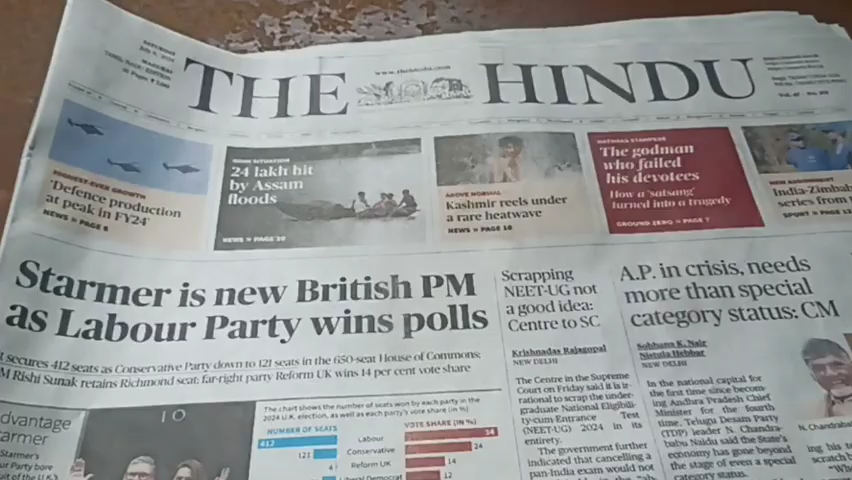 SATURDAY
THE HINDU
www.thehindu.com
HIGHEST-EVER GROWTH
'Defence production
at peak in FY24'
NEWS » PAGE 8
GRIM SITUATION
24 lakh hit
by Assam
floods
NEWS » PAGE 10
ABOVE NORMAL
Kashmir reels under
a rare heatwave
NEWS » PAGE 10
HATHRAS STAMPEDE
The godman
who failed
his devotees
How a 'satsang'
turned into a tragedy
GROUND ZERO » PAGE 7
NEW ASSIGNMENT
India-Zimbab
series from
SPORT » PAGE
Starmer is new British PM
as Labour Party wins polls
secures 412 seats as Conservative Party down to 121 seats in the 650-seat House of Commons;
M Rishi Sunak retains Richmond seat; far-right party Reform UK wins 14 per cent vote share
dvantage
armer
Starmer's
ur Party bore
10
The chart shows the number of seats won by each party in the
2024 U.K. election, as well as each party's vote share (in %)
NUMBER OF SEATS
VOTE SHARE (IN %)
412 Labour 34
121 Conservative 24
4 Reform UK 14
Liberal Democrat 12
Scrapping
NEET-UG not
a good idea:
Centre to SC
Krishnadas Rajagopal
NEW DELHI
The Centre in the Supreme
Court on Friday said it is ir-
rational to scrap the under-
graduate National Eligibili-
ty-cum-Entrance Test
(NEET-UG) 2024 in its
entirety.
The government further
indicated that cancelling a
pan-India exam would not
A.P. in crisis, needs
more than special
category status: CM
Sobhana K. Nair
Nistula Hebbar
NEW DELHI
In the national capital for
the first time since becom-
ing Andhra Pradesh Chief
Minister for the fourth
time, Telugu Desam Party
(TDP) leader N. Chandra-
babu Naidu said the State's
economy has gone beyond
the stage of even a special
category status.
N. Chandrabab
ing his to
scratch b
"Wh